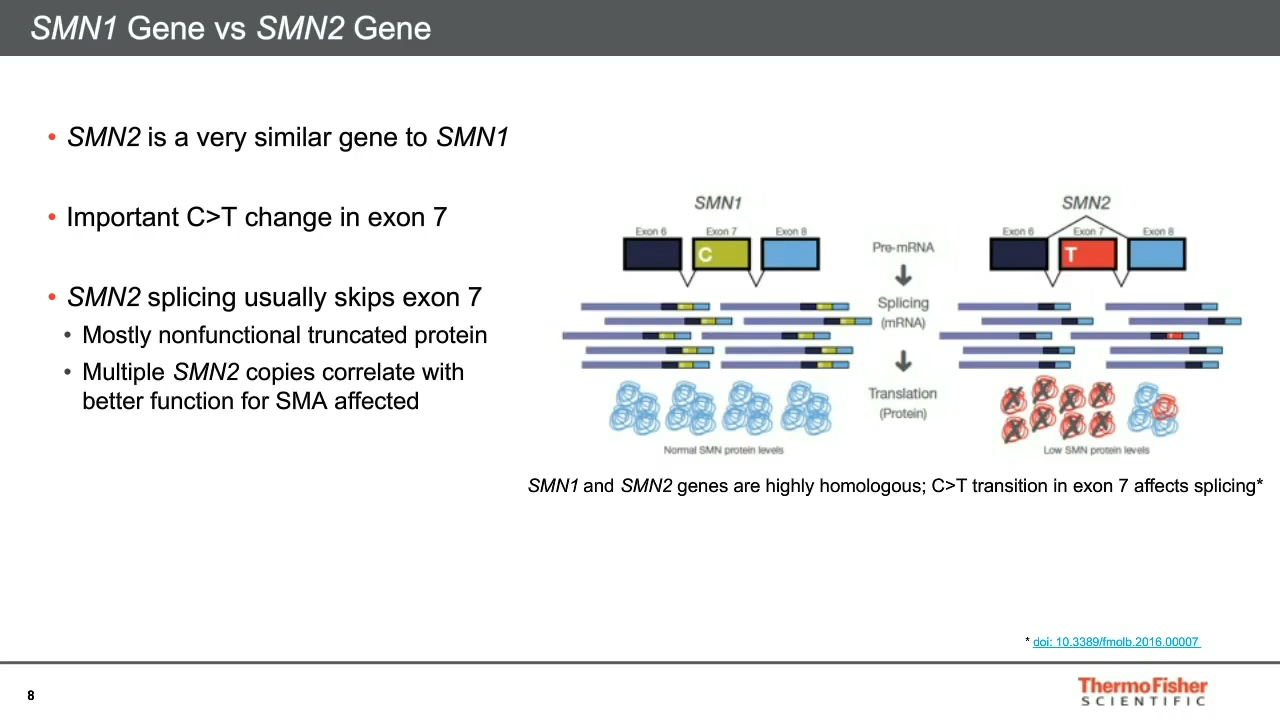 SMN1 Gene vs SMN2 Gene
• SMN2 is a very similar gene to SMN1
• Important C>T change in exon 7
• SMN2 splicing usually skips exon 7
• Mostly nonfunctional truncated protein
• Multiple SMN2 copies correlate with
better function for SMA affected
SMN1
Exon 6 Exon 7 Exon 8
C
Pre-mRNA
Splicing
(mRNA)
Translation
(Protein)
Normal SMN protein levels
SMN2
Exon 6 Exon 7 Exon 8
T
Low SMN protein levels
SMN1 and SMN2 genes are highly homologous; C>T transition in exon 7 affects splicing*
* doi: 10.3389/fmolb.2016.00007
8
ThermoFisher
SCIENTIFIC